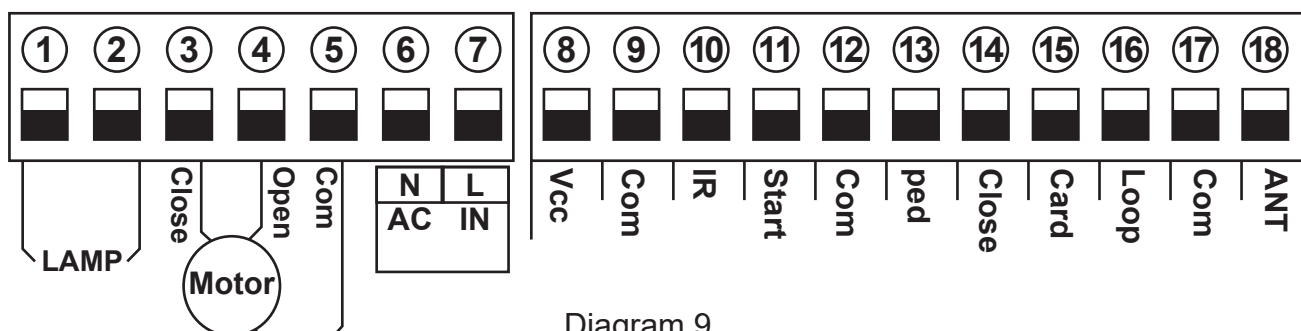 1 2 3 4 5 6 7 8 9 10 11 12 13 14 15 16 17 18
Close Open Com N L Vcc Com IR Start Com ped Close Card Loop Com ANT
AC IN
LAMP
Motor
Diagram 9